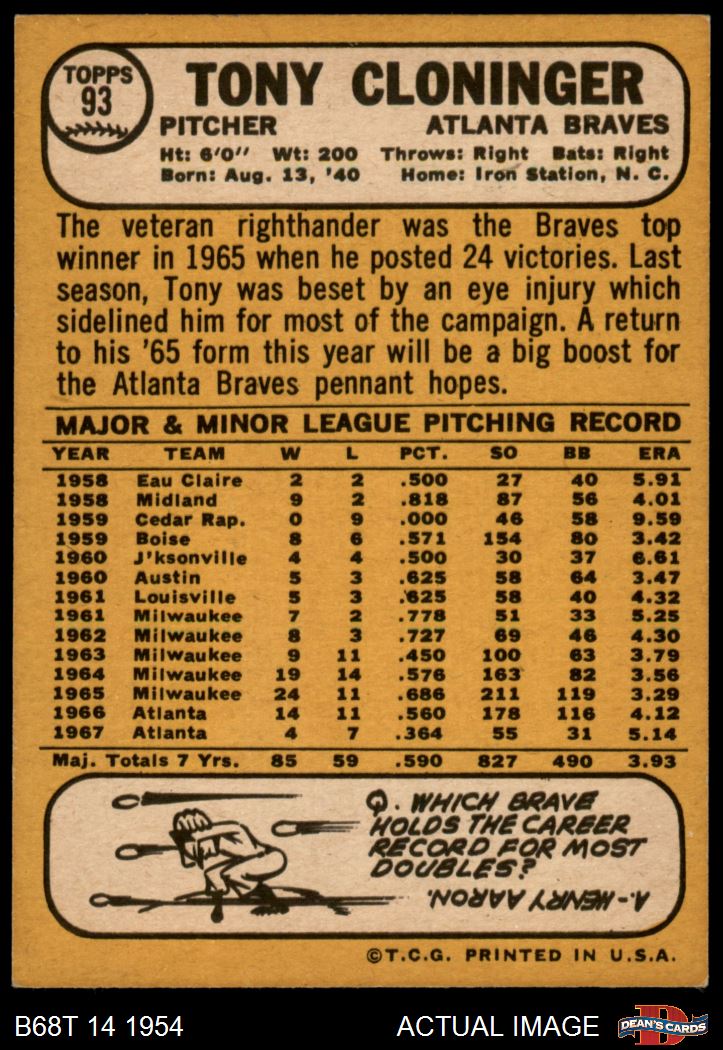 TOPPS
93
TONY CLONINGER
PITCHER ATLANTA BRAVES
Ht: 6'0" Wt: 200 Throws: Right Bats: Right
Born: Aug. 13, '40 Home: Iron Station, N. C.
The veteran righthander was the Braves top
winner in 1965 when he posted 24 victories. Last
season, Tony was beset by an eye injury which
sidelined him for most of the campaign. A return
to his '65 form this year will be a big boost for
the Atlanta Braves pennant hopes.
MAJOR & MINOR LEAGUE PITCHING RECORD
YEAR TEAM W L PCT. SO BB ERA
1958 Eau Claire 2 2 .500 27 40 5.91
1958 Midland 9 2 .818 87 56 4.01
1959 Cedar Rap. 0 9 .000 46 58 9.59
1959 Boise 8 6 .571 154 80 3.42
1960 J'ksonville 4 4 .500 30 37 6.61
1960 Austin 5 3 .625 58 64 3.47
1961 Louisville 5 3 .625 58 40 4.32
1961 Milwaukee 7 2 .778 51 33 5.25
1962 Milwaukee 8 3 .727 69 46 4.30
1963 Milwaukee 9 11 .450 100 63 3.79
1964 Milwaukee 19 14 .576 163 82 3.56
1965 Milwaukee 24 11 .686 211 119 3.29
1966 Atlanta 14 11 .560 178 116 4.12
1967 Atlanta 4 7 .364 55 31 5.14
Maj. Totals 7 Yrs. 85 59 .590 827 490 3.93
Q. WHICH BRAVE
HOLDS THE CAREER
RECORD FOR MOST
DOUBLES?
A-HENRY AARON.
©T.C.G. PRINTED IN U.S.A.
B68T 14 1954 ACTUAL IMAGE DEAN'S CARDS